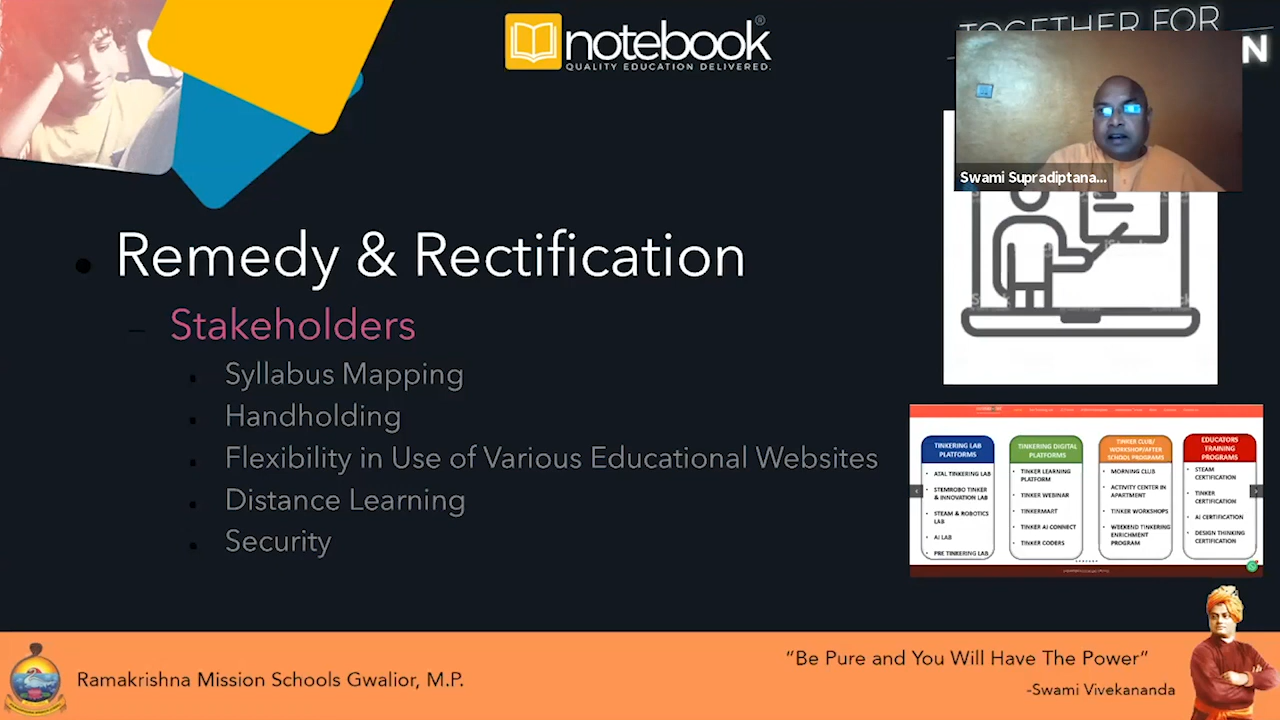 notebook®
QUALITY EDUCATION DELIVERED.
TOGETHER FOR
N
Swami Supradiptana...
Remedy & Rectification
Stakeholders
Syllabus Mapping
Handholding
Flexibility in Use of Various Educational Websites
Distance Learning
Security
TINKERING LAB
PLATFORMS
ATAL TINKERING LAB
STEMROBO TINKER
& INNOVATION LAB
STEAM & ROBOTICS
LAB
AI LAB
PRE TINKERING LAB
TINKERING DIGITAL
PLATFORMS
TINKER LEARNING
PLATFORM
TINKER WEBINAR
TINKERMART
TINKER AI CONNECT
TINKER CODERS
TINKER CLUB/
WORKSHOP/AFTER
SCHOOL PROGRAMS
MORNING CLUB
ACTIVITY CENTER IN
APARTMENT
TINKER WORKSHOPS
WEEKEND TINKERING
ENRICHMENT
PROGRAM
EDUCATORS
TRAINING
PROGRAMS
STEAM
CERTIFICATION
TINKER
CERTIFICATION
AI CERTIFICATION
DESIGN THINKING
CERTIFICATION
Ramakrishna Mission Schools Gwalior, M.P.
"Be Pure and You Will Have The Power"
-Swami Vivekananda